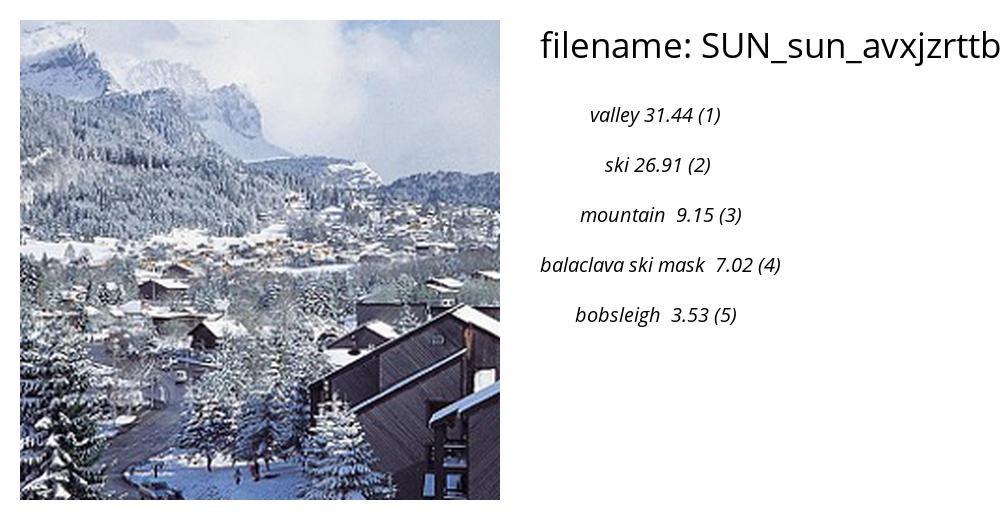 filename: SUN_sun_avxjzrttb
valley 31.44 (1)
ski 26.91 (2)
mountain 9.15 (3)
balaclava ski mask 7.02 (4)
bobsleigh 3.53 (5)